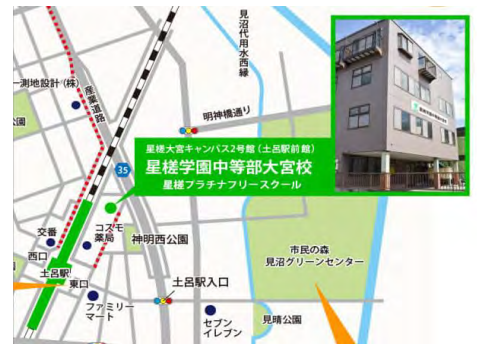 見沼代用水西縁
一測地設計(株)
産業道路
公園
明神橋通り
星槎大宮キャンパス2号館(土呂駅前館)
星槎学園中等部大宮校
星槎プラチナフリースクール
35
交番
コスモ
薬局
神明西公園
西口
土呂駅
東口
市民の森
見沼グリーンセンター
土呂駅入口
ファミリー
マート
セブン
イレブン
見晴公園